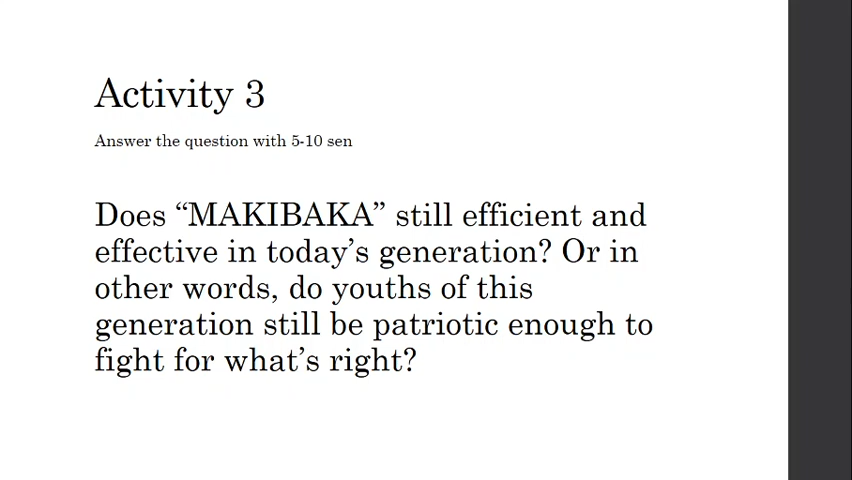 Activity 3
Answer the question with 5-10 sen
Does “MAKIBAKA” still efficient and
effective in today’s generation? Or in
other words, do youths of this
generation still be patriotic enough to
fight for what’s right?